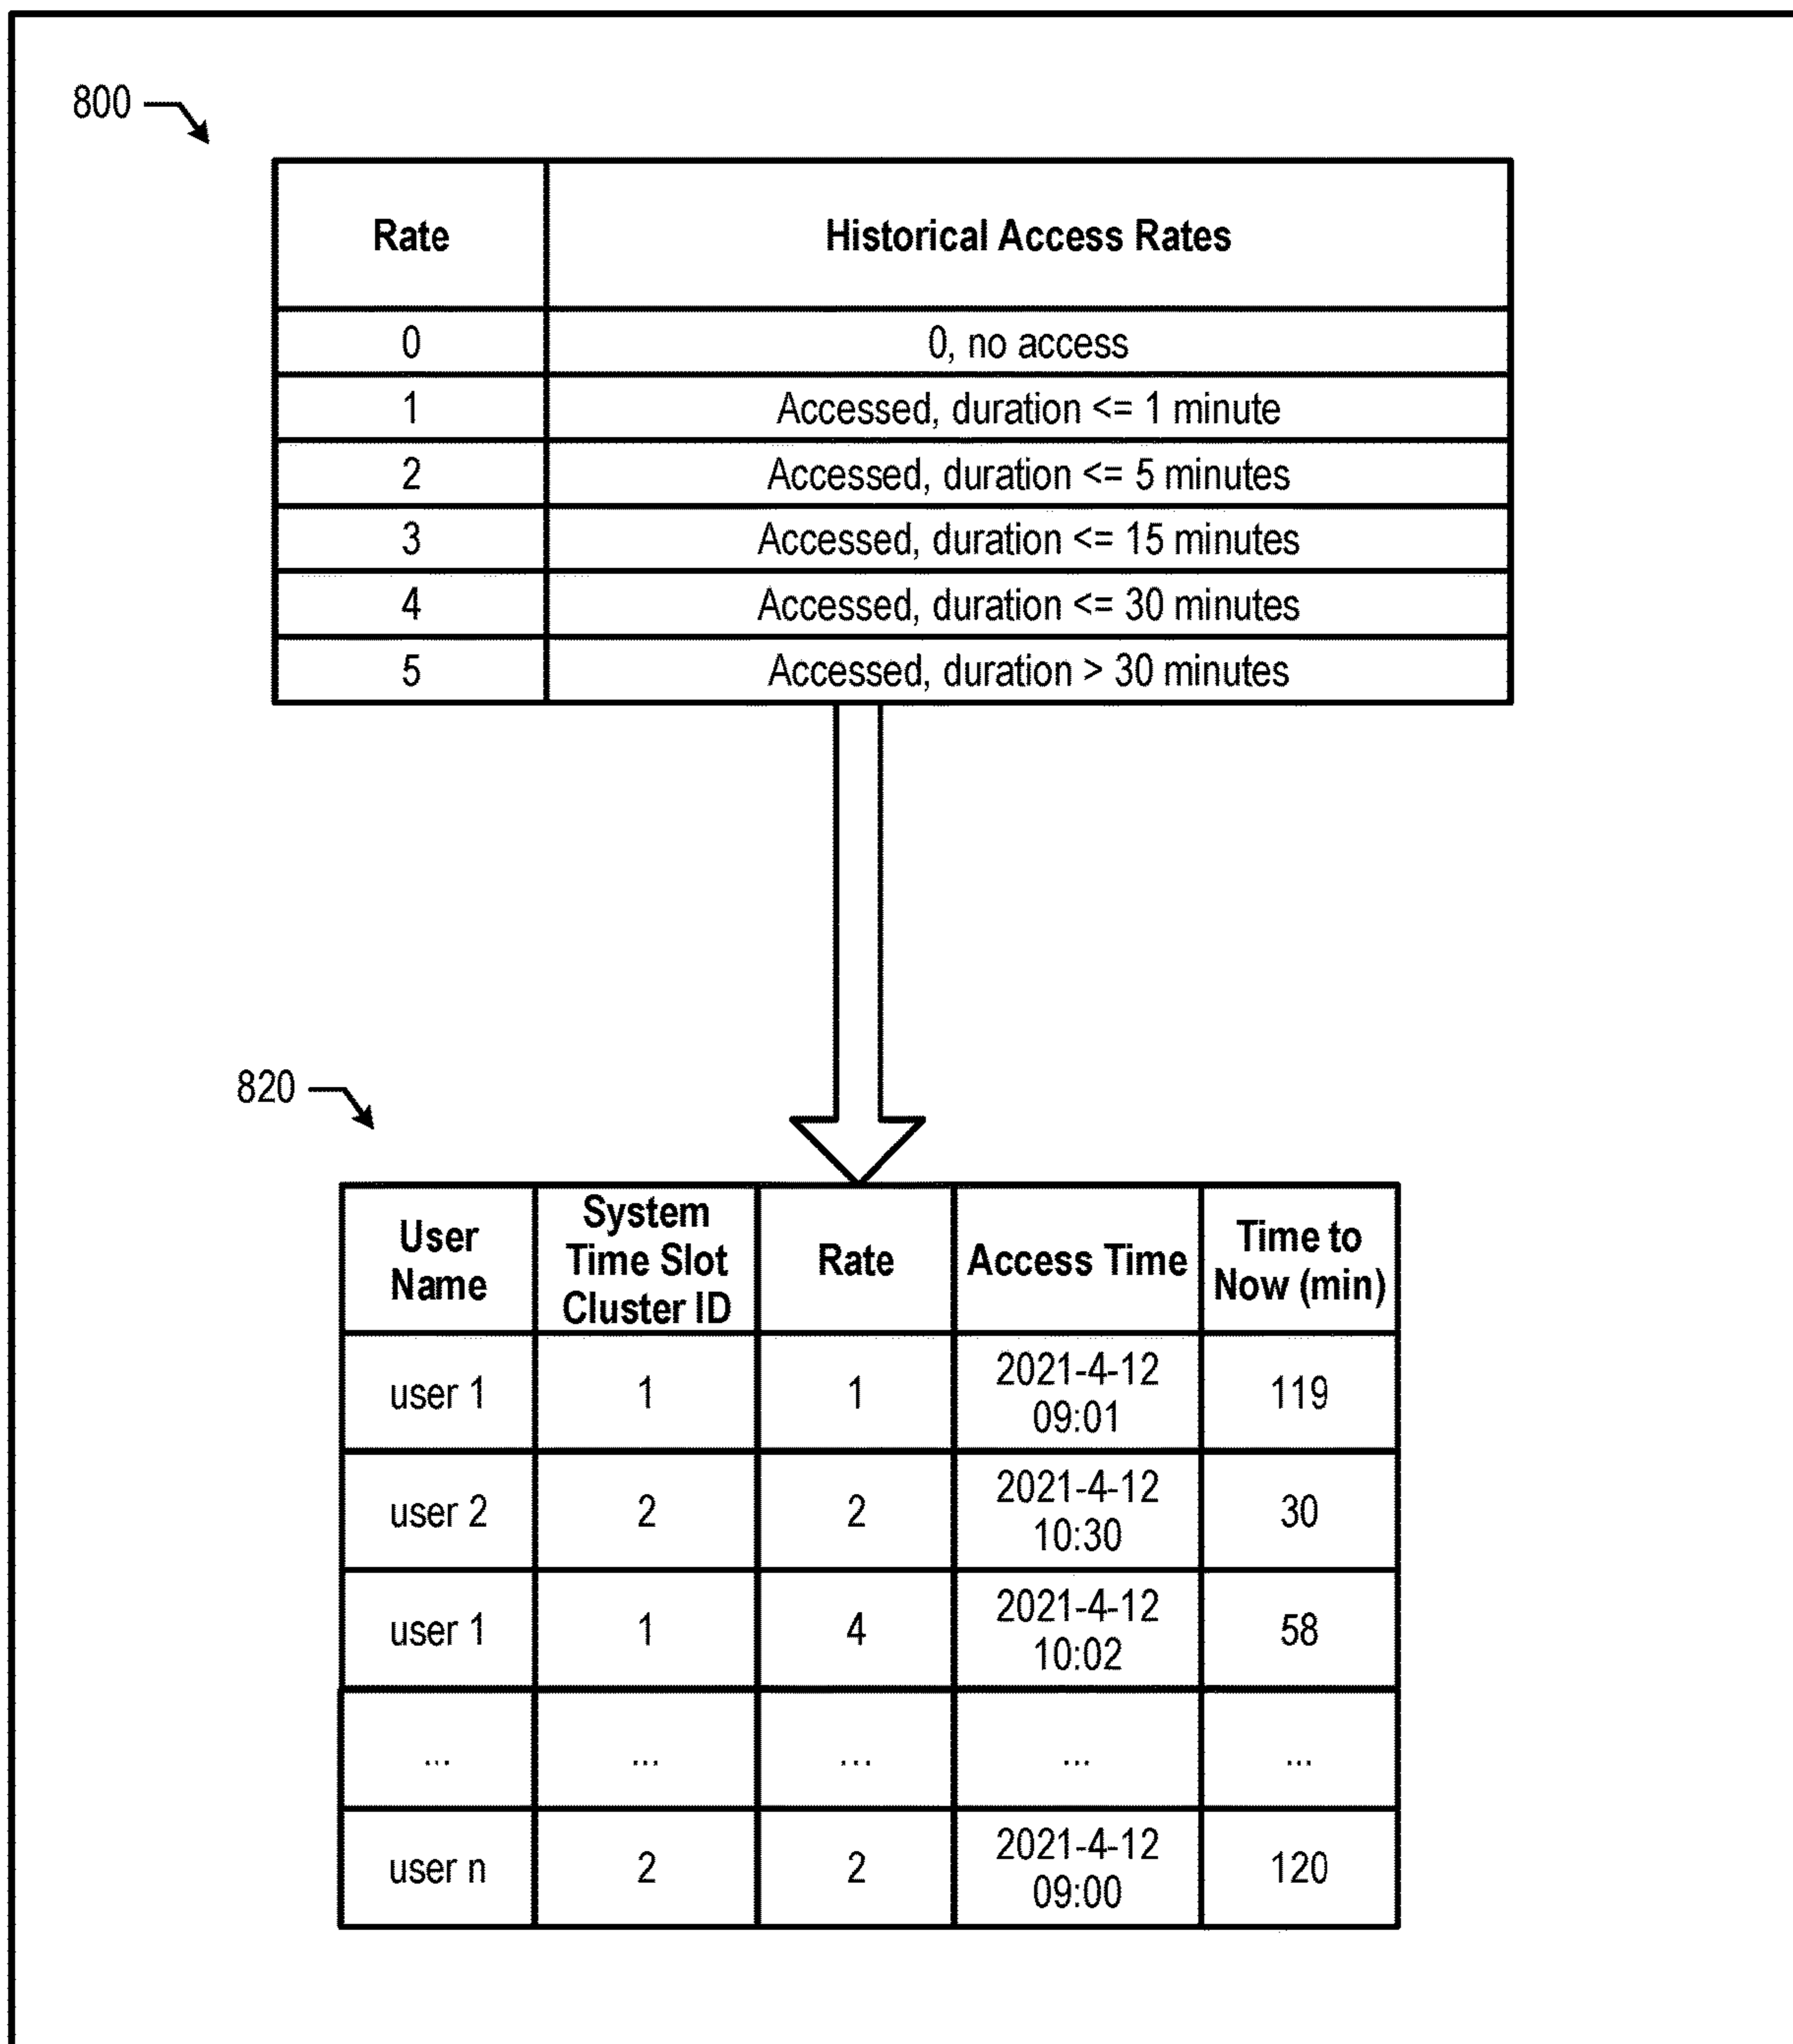 800
Rate Historical Access Rates
0 0, no access
1 Accessed, duration <= 1 minute
2 Accessed, duration <= 5 minutes
3 Accessed, duration <= 15 minutes
4 Accessed, duration <= 30 minutes
5 Accessed, duration > 30 minutes
820
User
Name
System
Time Slot
Cluster ID
Rate
Access Time
Time to
Now (min)
user 1
1
1
2021-4-12
09:01
119
user 2
2
2
2021-4-12
10:30
30
user 1
1
4
2021-4-12
10:02
58
... ... ... ... ...
user n
2
2
2021-4-12
09:00
120